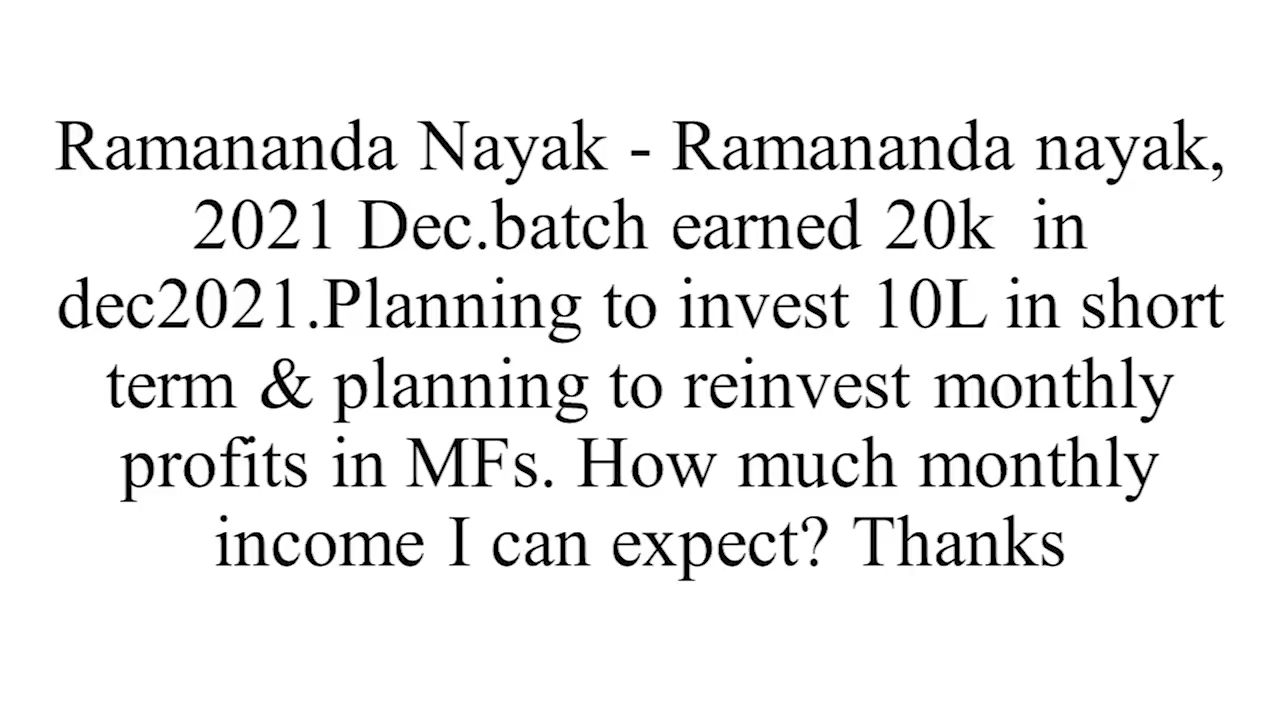 Ramananda Nayak - Ramananda nayak,
2021 Dec.batch earned 20k  in
dec2021.Planning to invest 10L in short
term & planning to reinvest monthly
profits in MFs. How much monthly
income I can expect? Thanks